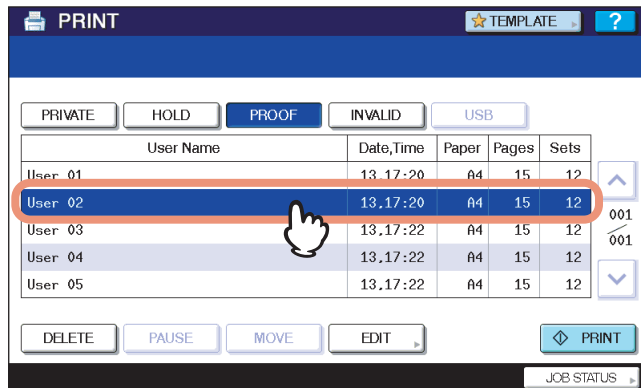 PRINT TEMPLATE ?
PRIVATE HOLD PROOF INVALID USB
User Name Date,Time Paper Pages Sets
User 01 13,17:20 A4 15 12
User 02 13,17:20 A4 15 12
User 03 13,17:22 A4 15 12
User 04 13,17:22 A4 15 12
User 05 13,17:22 A4 15 12
001
001
DELETE PAUSE MOVE EDIT PRINT
JOB STATUS